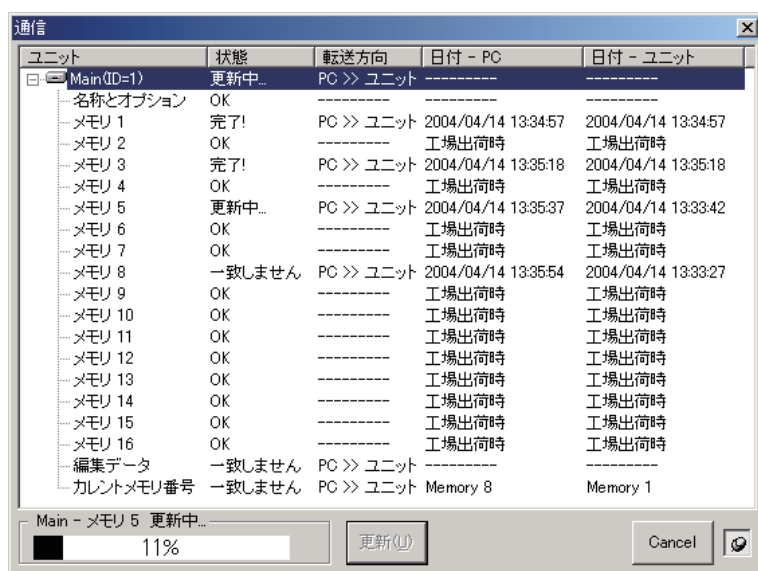 通信
ユニット 状態 転送方向 日付 - PC 日付 - ユニット
Main(ID=1) 更新中... PC >> ユニット --------- ---------
名称とオプション OK --------- --------- ---------
メモリ 1 完了! PC >> ユニット 2004/04/14 13:34:57 2004/04/14 13:34:57
メモリ 2 OK --------- 工場出荷時 工場出荷時
メモリ 3 完了! PC >> ユニット 2004/04/14 13:35:18 2004/04/14 13:35:18
メモリ 4 OK --------- 工場出荷時 工場出荷時
メモリ 5 更新中... PC >> ユニット 2004/04/14 13:35:37 2004/04/14 13:33:42
メモリ 6 OK --------- 工場出荷時 工場出荷時
メモリ 7 OK --------- 工場出荷時 工場出荷時
メモリ 8 一致しません PC >> ユニット 2004/04/14 13:35:54 2004/04/14 13:33:27
メモリ 9 OK --------- 工場出荷時 工場出荷時
メモリ 10 OK --------- 工場出荷時 工場出荷時
メモリ 11 OK --------- 工場出荷時 工場出荷時
メモリ 12 OK --------- 工場出荷時 工場出荷時
メモリ 13 OK --------- 工場出荷時 工場出荷時
メモリ 14 OK --------- 工場出荷時 工場出荷時
メモリ 15 OK --------- 工場出荷時 工場出荷時
メモリ 16 OK --------- 工場出荷時 工場出荷時
編集データ 一致しません PC >> ユニット --------- ---------
カレントメモリ番号 一致しません PC >> ユニット Memory 8 Memory 1
Main - メモリ 5 更新中...
11% 更新(U) Cancel